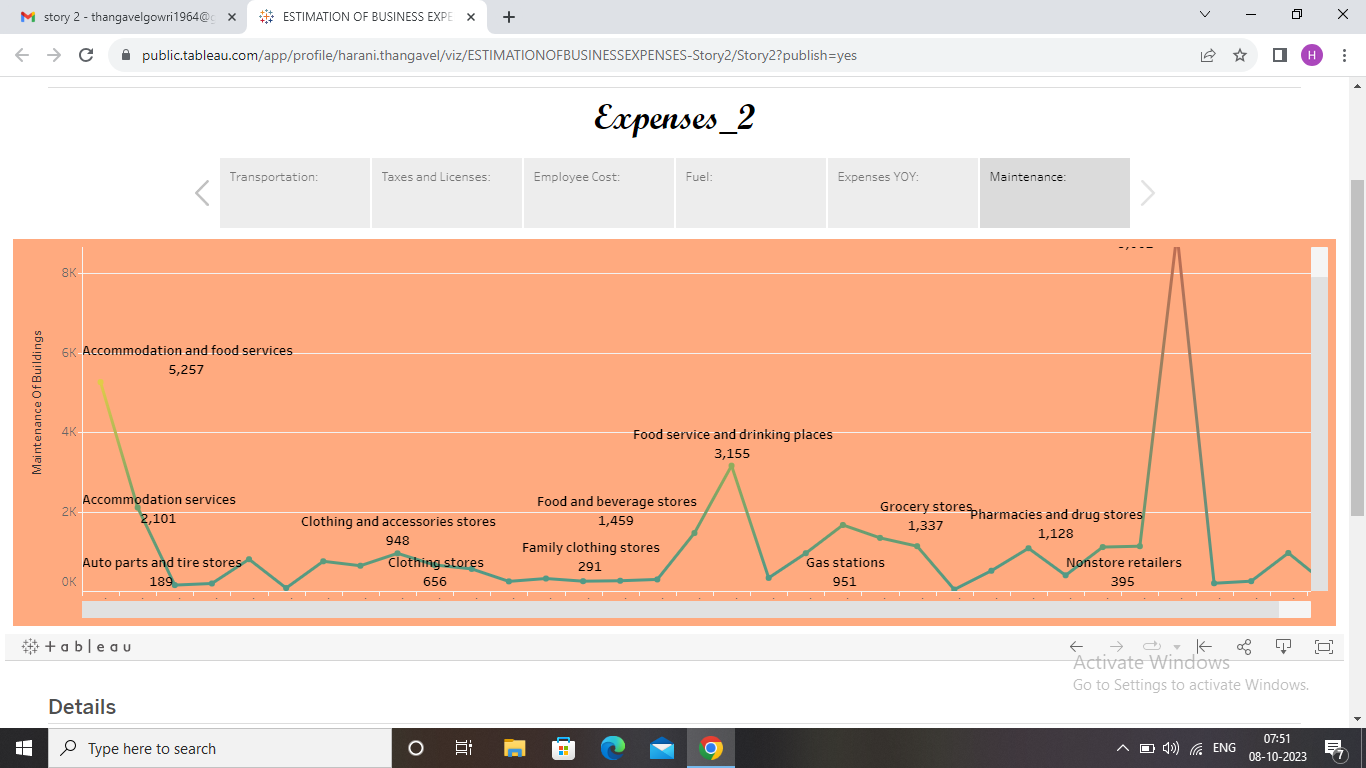 story 2 - thangavelgowri1964@g
ESTIMATION OF BUSINESS EXPE
public.tableau.com/app/profile/harani.thangavel/viz/ESTIMATIONOFBUSINESSEXPENSES-Story2/Story2?publish=yes
H
Expenses_2
Transportation:
Taxes and Licenses:
Employee Cost:
Fuel:
Expenses YOY:
Maintenance:
Maintenance Of Buildings
8K
6K
4K
2K
0K
Accommodation and food services
5,257
Food service and drinking places
3,155
Accommodation services
2,101
Food and beverage stores
1,459
Grocery stores
1,337
Pharmacies and drug stores
1,128
Clothing and accessories stores
948
Family clothing stores
291
Auto parts and tire stores
189
Clothing stores
656
Gas stations
951
Nonstore retailers
395
+ a b l e a u
Activate Windows
Go to Settings to activate Windows.
Details
Type here to search
ENG
07:51
08-10-2023
7